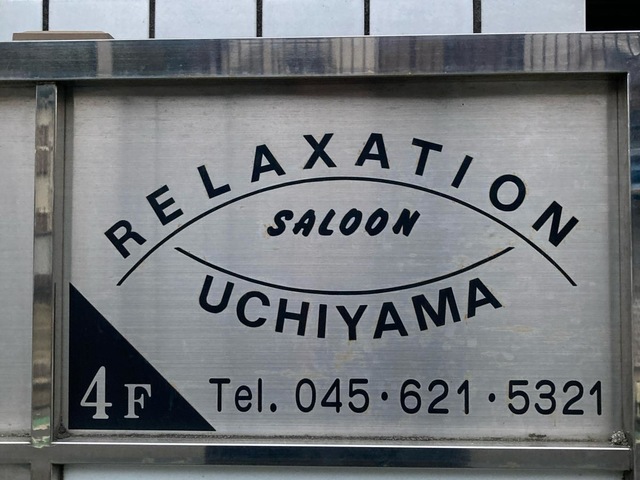 RELAXATION
SALOON
UCHIYAMA
4F
Tel. 045・621・5321